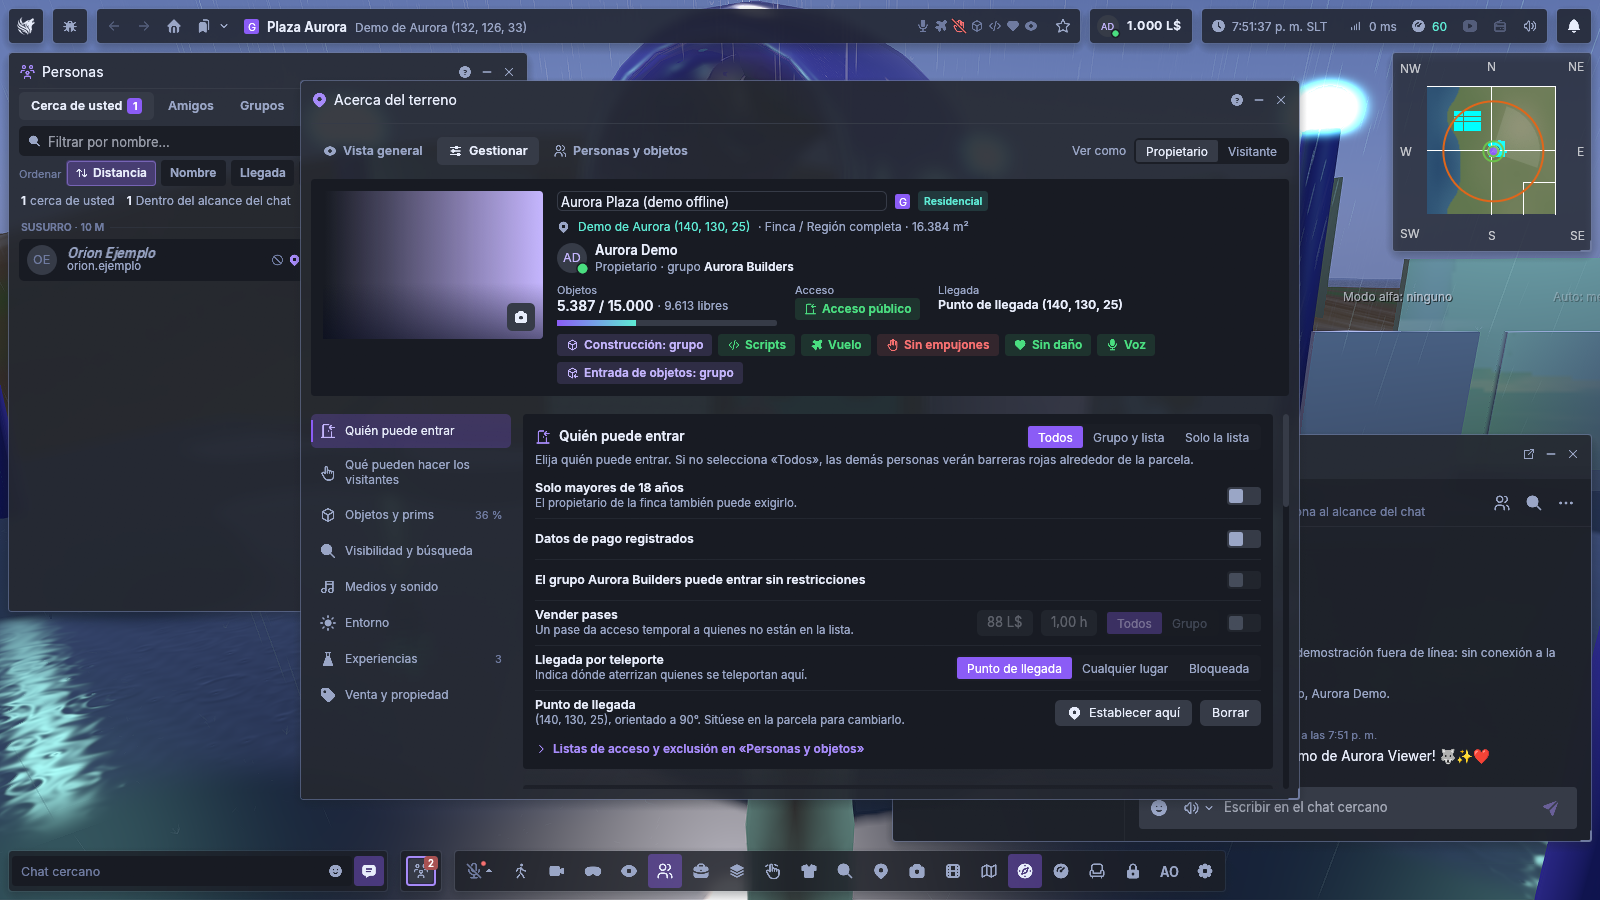 G Plaza Aurora Demo de Aurora (132, 126, 33)
AD 1.000 L$
7:51:37 p. m. SLT 0 ms 60
Personas
Cerca de usted 1 Amigos Grupos
Filtrar por nombre...
Ordenar Distancia Nombre Llegada
1 cerca de usted 1 Dentro del alcance del chat
SUSURRO · 10 M
OE Orion Ejemplo
orion.ejemplo
Acerca del terreno
Vista general Gestionar Personas y objetos
Ver como Propietario Visitante
Aurora Plaza (demo offline) G Residencial
Demo de Aurora (140, 130, 25) · Finca / Región completa · 16.384 m²
AD Aurora Demo
Propietario · grupo Aurora Builders
Objetos Acceso Llegada
5.387 / 15.000 · 9.613 libres Acceso público Punto de llegada (140, 130, 25)
Construcción: grupo Scripts Vuelo Sin empujones Sin daño Voz
Entrada de objetos: grupo
Quién puede entrar
Qué pueden hacer los
visitantes
Objetos y prims 36 %
Visibilidad y búsqueda
Medios y sonido
Entorno
Experiencias 3
Venta y propiedad
Quién puede entrar Todos Grupo y lista Solo la lista
Elija quién puede entrar. Si no selecciona «Todos», las demás personas verán barreras rojas alrededor de la parcela.
Solo mayores de 18 años
El propietario de la finca también puede exigirlo.
Datos de pago registrados
El grupo Aurora Builders puede entrar sin restricciones
Vender pases 88 L$ 1,00 h Todos Grupo
Un pase da acceso temporal a quienes no están en la lista.
Llegada por teleporte Punto de llegada Cualquier lugar Bloqueada
Indica dónde aterrizan quienes se teleportan aquí.
Punto de llegada Establecer aquí Borrar
(140, 130, 25), orientado a 90°. Sitúese en la parcela para cambiarlo.
Listas de acceso y exclusión en «Personas y objetos»
NW N NE
W E
SW S SE
Modo alfa: ninguno Auto:
al alcance del chat
demostración fuera de línea: sin conexión a la
, Aurora Demo.
a las 7:51 p. m.
mo de Aurora Viewer! 🐺✨❤️
Escribir en el chat cercano
Chat cercano
2
AO